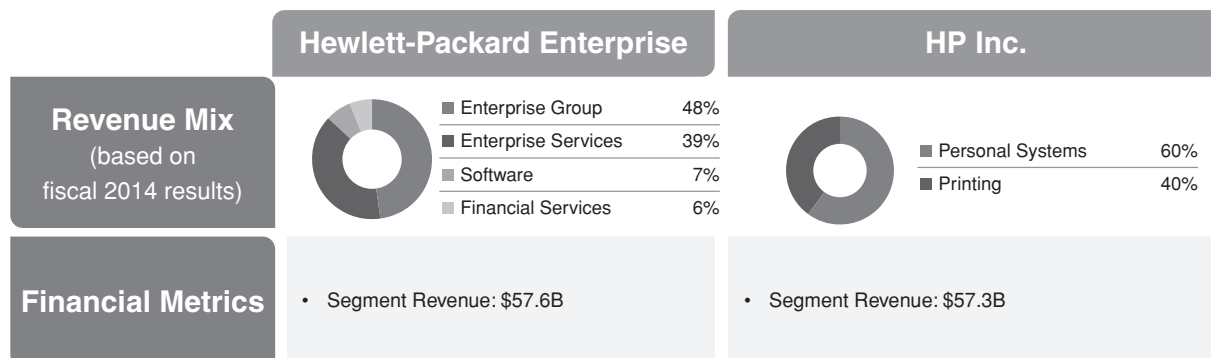 Hewlett-Packard Enterprise
HP Inc.
Revenue Mix
(based on
fiscal 2014 results)
Enterprise Group 48%
Enterprise Services 39%
Software 7%
Financial Services 6%
Personal Systems 60%
Printing 40%
Financial Metrics
• Segment Revenue: $57.6B
• Segment Revenue: $57.3B